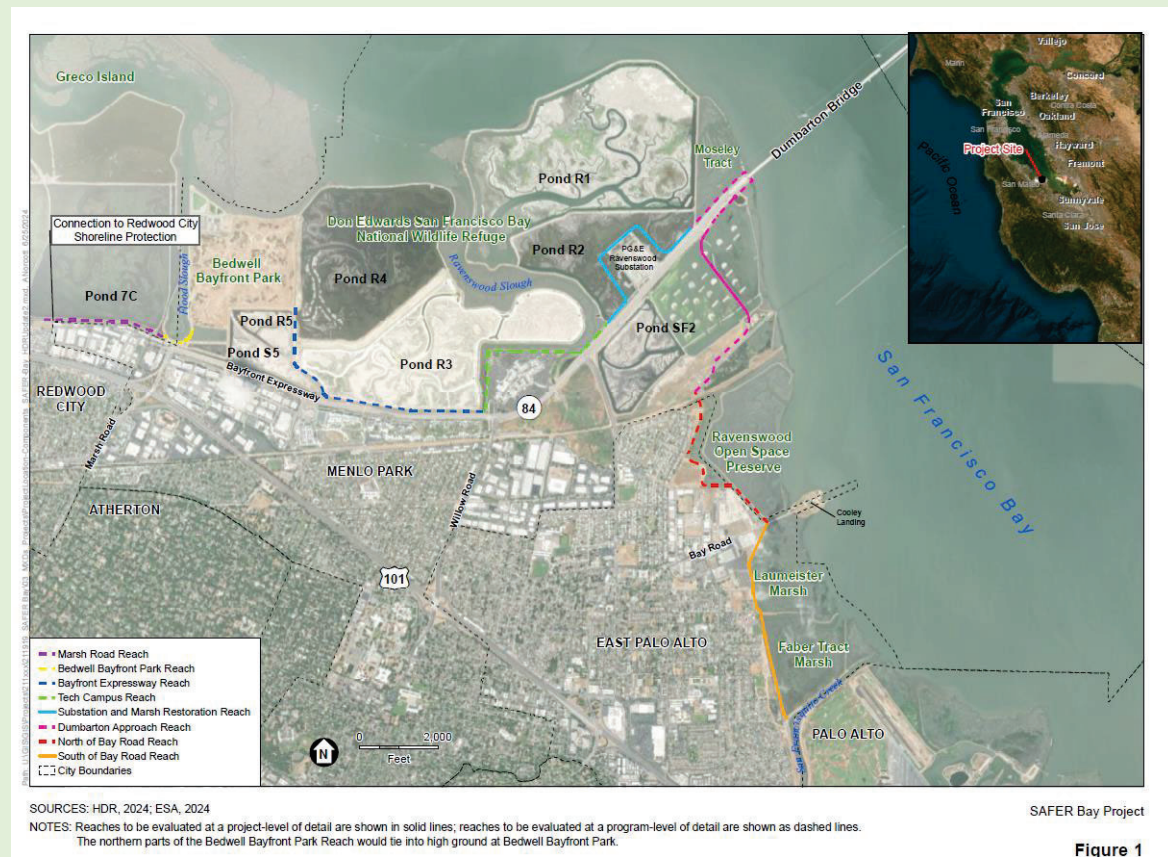 Greco Island
Connection to Redwood City
Shoreline Protection
Flood Slough
Bedwell
Bayfront Park
Pond 7C
Don Edwards San Francisco Bay
National Wildlife Refuge
Pond R1
Pond R2
Pond R4
Ravenswood Slough
PG&E
Ravenswood
Substation
Moseley
Tract
Dumbarton Bridge
Pond R5
Pond S5
Pond R3
Pond SF2
Bayfront Expressway
84
REDWOOD
CITY
Marsh Road
MENLO PARK
ATHERTON
Willow Road
101
Ravenswood
Open Space
Preserve
Cooley
Landing
Bay Road
Laumeister
Marsh
EAST PALO ALTO
Faber Tract
Marsh
PALO ALTO
San Francisco Bay
Vallejo
Marin
Concord
Berkeley
Contra Costa
San
Francisco
Oakland
San Francisco
Alameda
Hayward
Project Site
Fremont
San Mateo
Pacific Ocean
Sunnyvale
Santa Clara
San Jose
Marsh Road Reach
Bedwell Bayfront Park Reach
Bayfront Expressway Reach
Tech Campus Reach
Substation and Marsh Restoration Reach
Dumbarton Approach Reach
North of Bay Road Reach
South of Bay Road Reach
City Boundaries
N
0 2,000
Feet
SOURCES: HDR, 2024; ESA, 2024
SAFER Bay Project
NOTES: Reaches to be evaluated at a project-level of detail are shown in solid lines; reaches to be evaluated at a program-level of detail are shown as dashed lines.
The northern parts of the Bedwell Bayfront Park Reach would tie into high ground at Bedwell Bayfront Park.
Figure 1